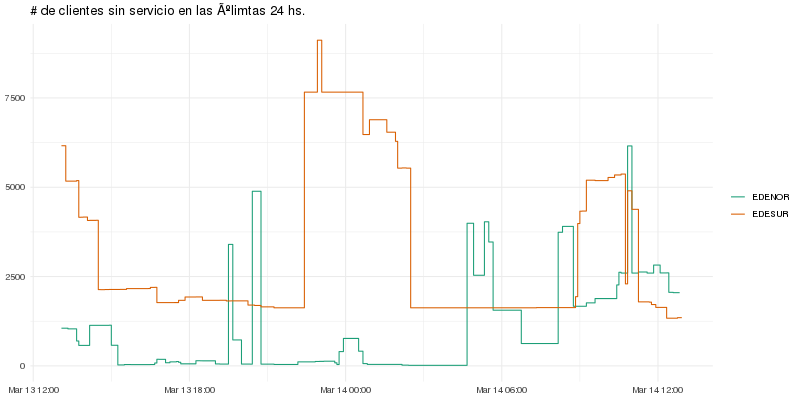 # de clientes sin servicio en las Ãºlimtas 24 hs.
7500
5000
2500
0
Mar 13 12:00 Mar 13 18:00 Mar 14 00:00 Mar 14 06:00 Mar 14 12:00
EDENOR
EDESUR